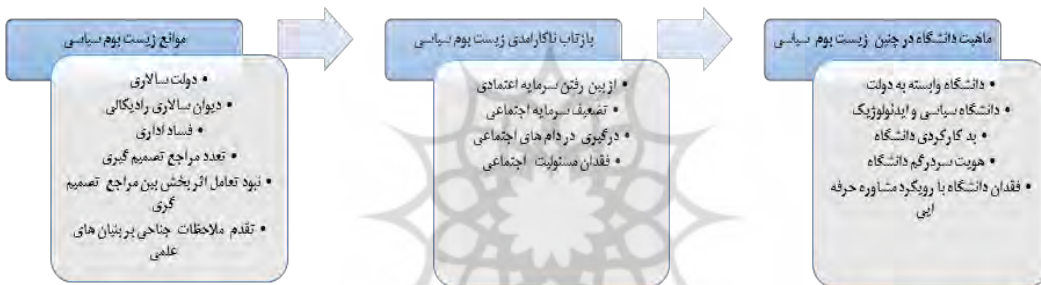 موانع زیست بوم سیاسی
• دولت سالاری
• دیوان سالاری رادیکالی
• فساد اداری
• تعدد مراجع تصمیم گیری
• نبود تعامل اثر بخش بین مراجع تصمیم
گری
• تقدم ملاحظات جناحی بر بنیان های
علمی
بازتاب ناکارامدی زیست بوم سیاسی
• از بین رفتن سرمایه اعتمادی
• تضعیف سرمایه اجتماعی
• درگیری در دام های اجتماعی
• فقدان مسئولیت اجتماعی
ماهیت دانشگاه در چنین زیست بوم سیاسی
• دانشگاه وابسته به دولت
• دانشگاه سیاسی و ایدئولوژیک
• بد کارکردی دانشگاه
• هویت سردرگم دانشگاه
• فقدان دانشگاه با رویکرد مشاوره حرفه
ایی